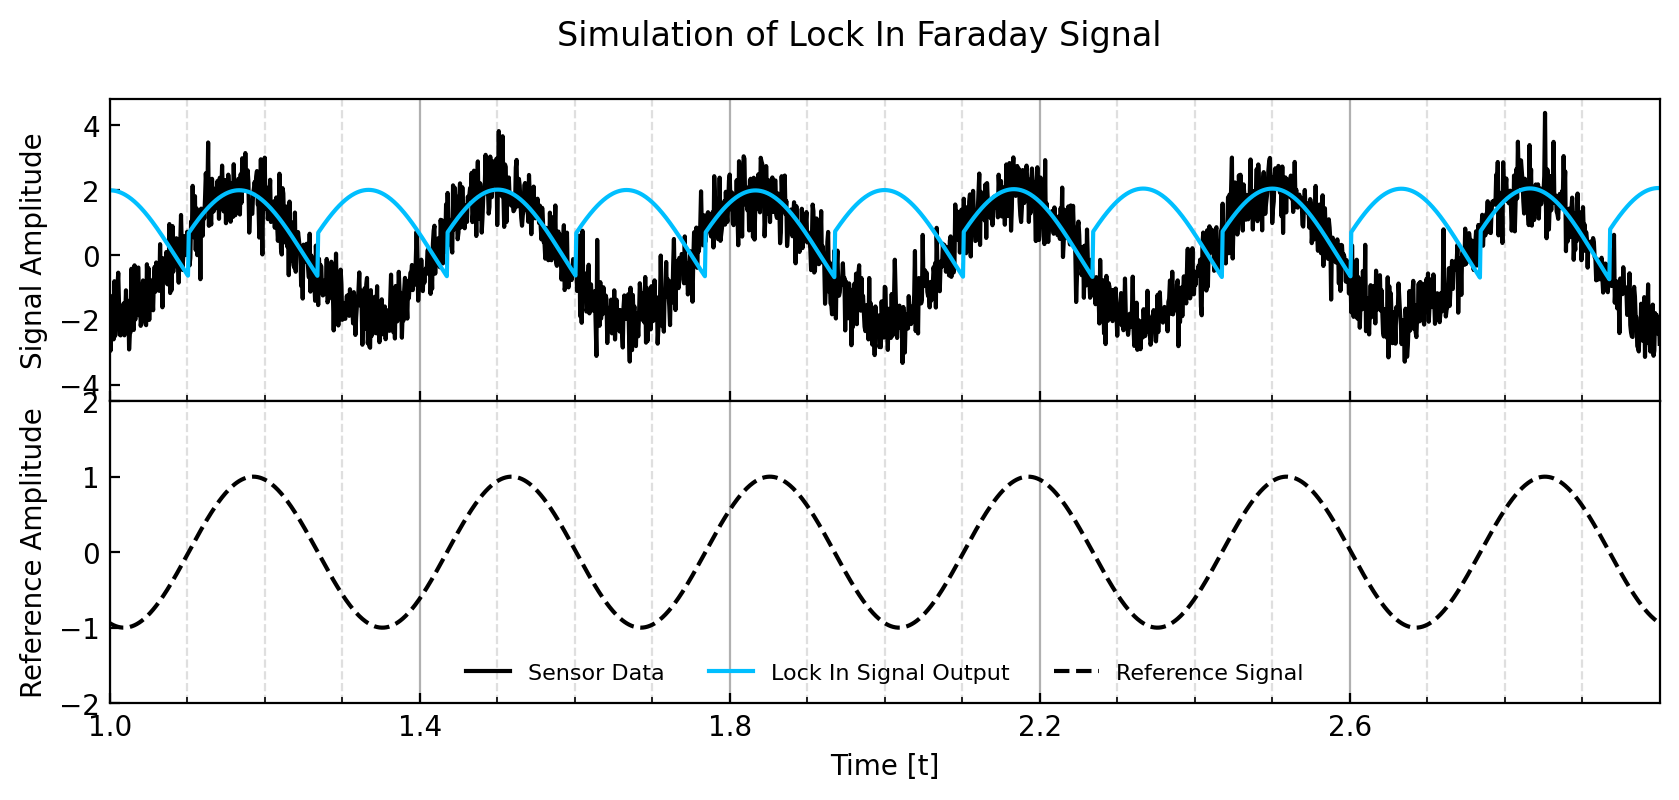 Simulation of Lock In Faraday Signal
Signal Amplitude
4
2
0
−2
−4
Reference Amplitude
2
1
0
−1
−2
Sensor Data
Lock In Signal Output
Reference Signal
1.0 1.4 1.8 2.2 2.6
Time [t]